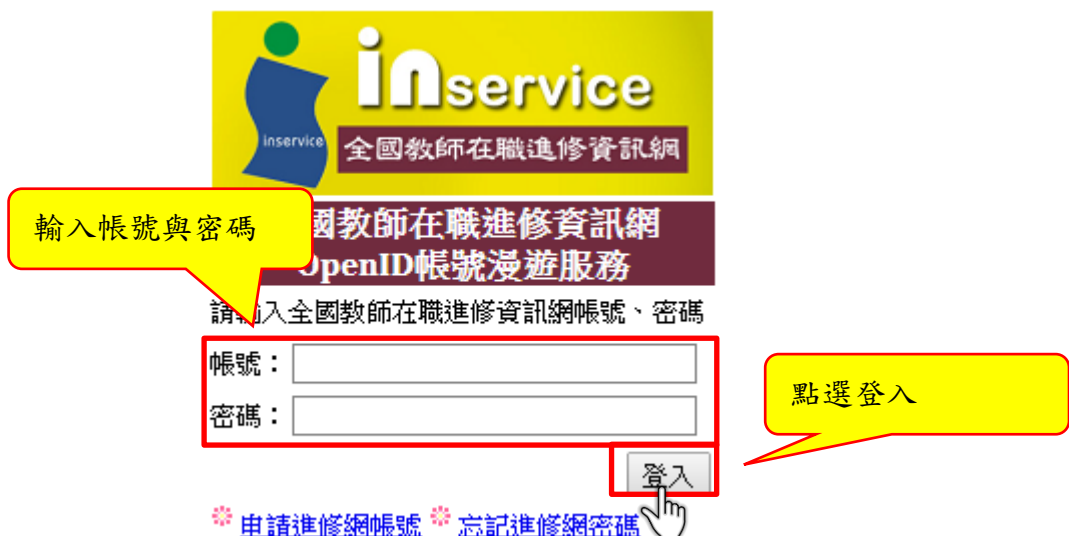 inservice
inservice
全國教師在職進修資訊網
輸入帳號與密碼
國教師在職進修資訊網
OpenID帳號漫遊服務
請輸入全國教師在職進修資訊網帳號、密碼
帳號：
密碼：
點選登入
登入
申請進修網帳號 忘記進修網密碼